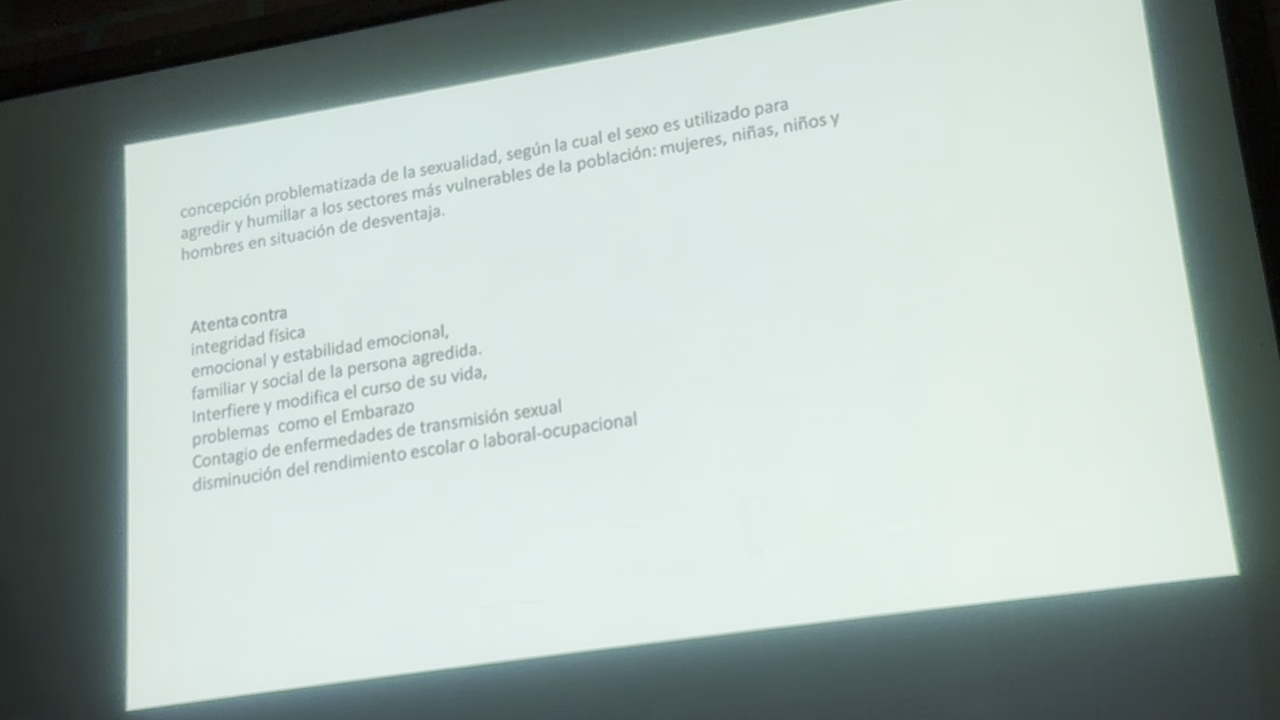 concepción problematizada de la sexualidad, según la cual el sexo es utilizado para
agredir y humillar a los sectores más vulnerables de la población: mujeres, niñas, niños y
hombres en situación de desventaja.
Atenta contra
integridad física
emocional y estabilidad emocional,
familiar y social de la persona agredida.
Interfiere y modifica el curso de su vida,
problemas como el Embarazo
Contagio de enfermedades de transmisión sexual
disminución del rendimiento escolar o laboral-ocupacional